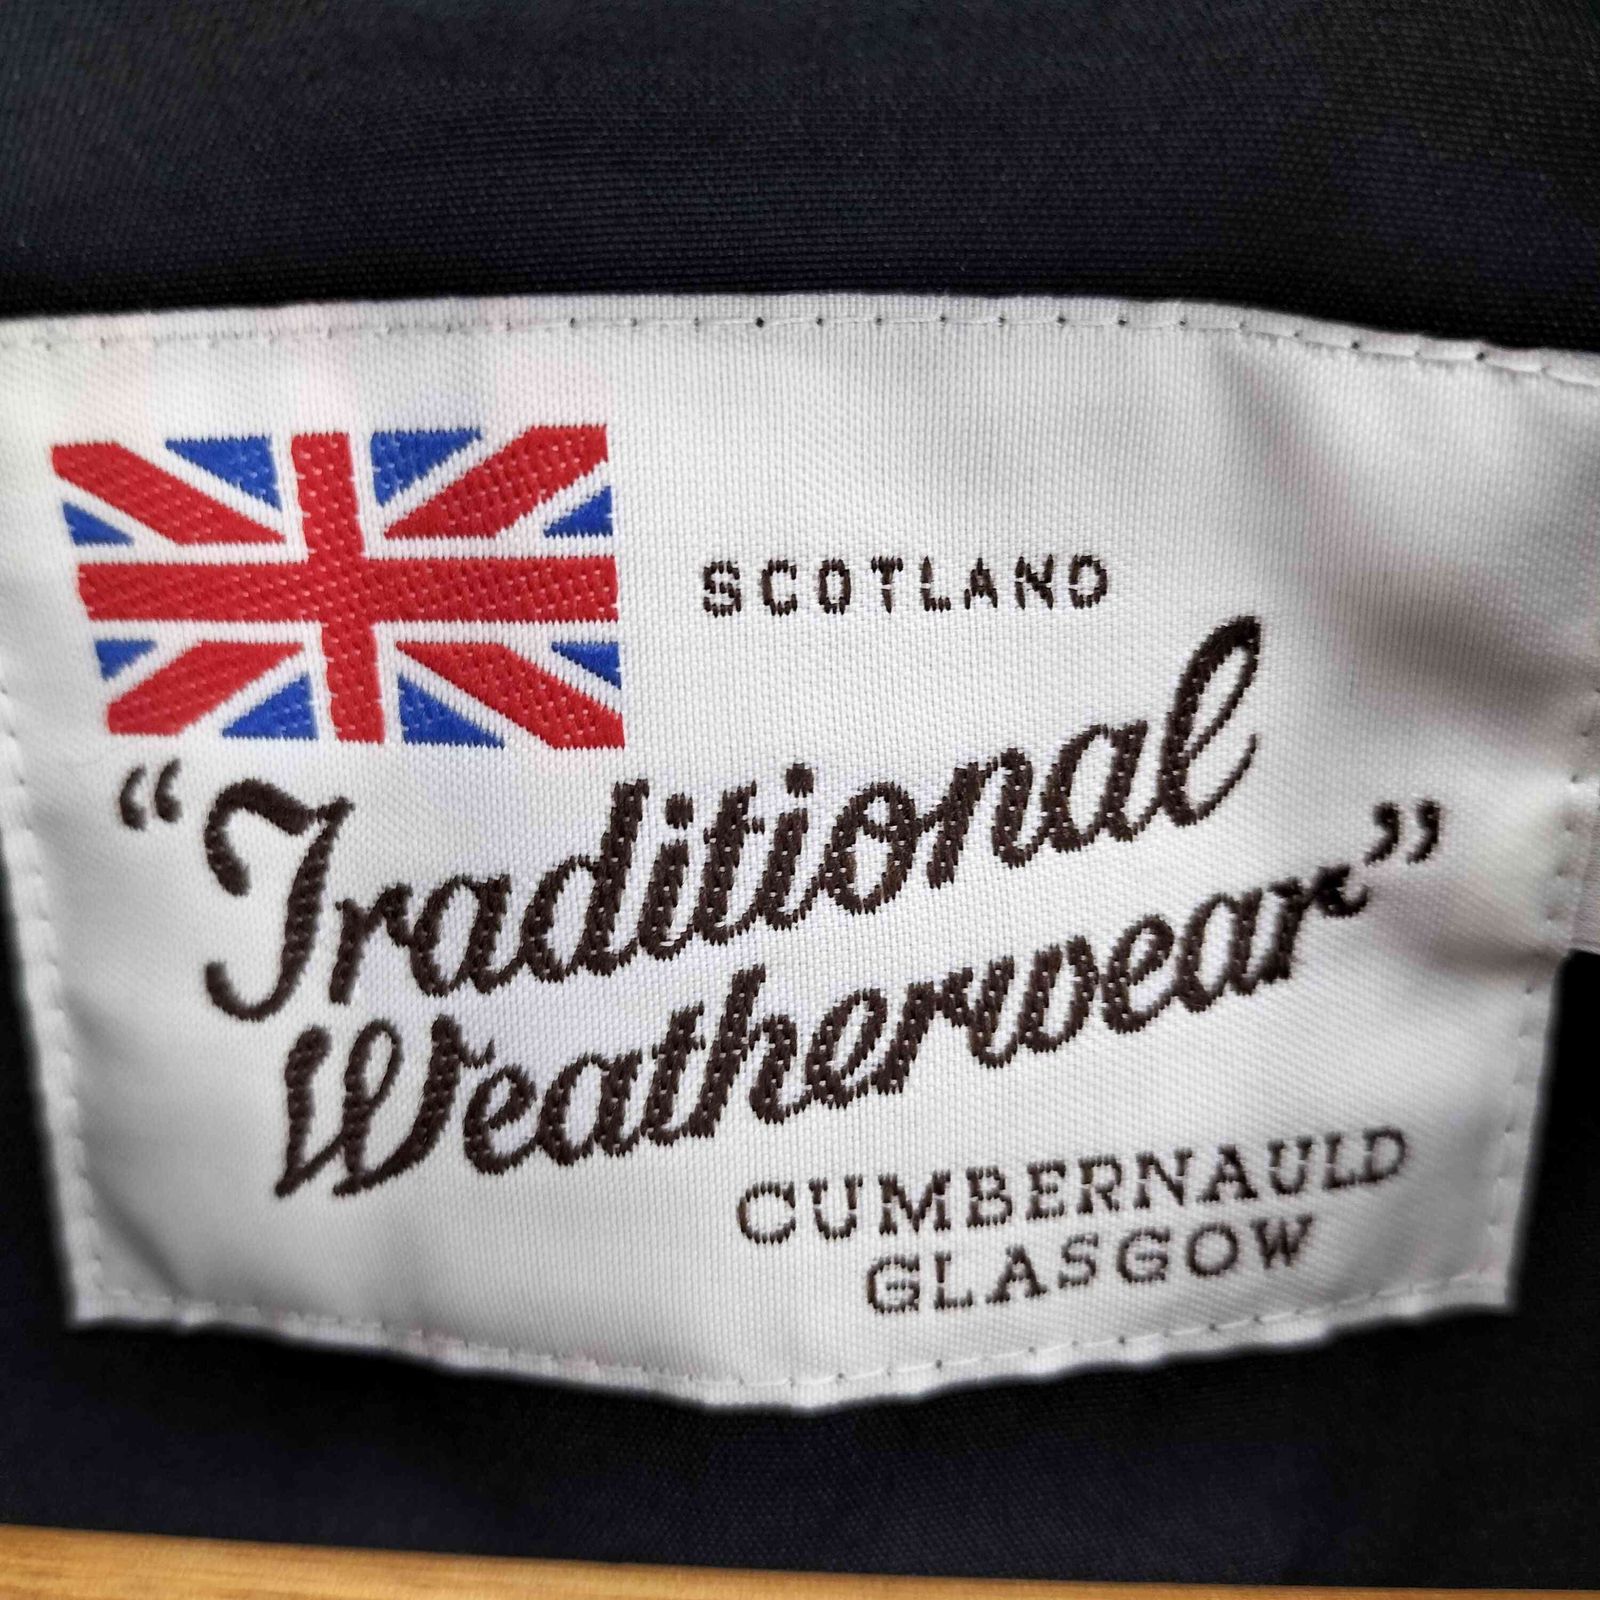 SCOTLAND
“Traditional
Weatherwear”
CUMBERNAULD
GLASGOW